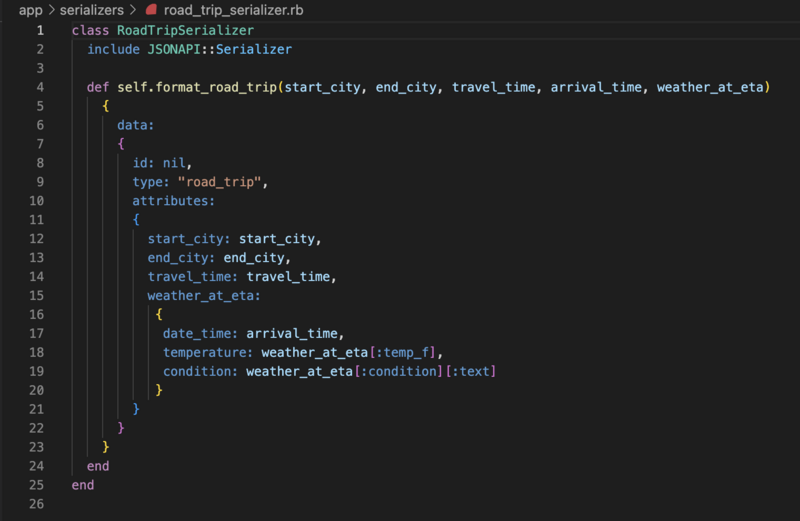 app > serializers > road_trip_serializer.rb
1 class RoadTripSerializer
2   include JSONAPI::Serializer
3
4   def self.format_road_trip(start_city, end_city, travel_time, arrival_time, weather_at_eta)
5     {
6       data:
7       {
8         id: nil,
9         type: "road_trip",
10         attributes:
11         {
12           start_city: start_city,
13           end_city: end_city,
14           travel_time: travel_time,
15           weather_at_eta:
16            {
17             date_time: arrival_time,
18             temperature: weather_at_eta[:temp_f],
19             condition: weather_at_eta[:condition][:text]
20            }
21         }
22       }
23     }
24   end
25 end
26